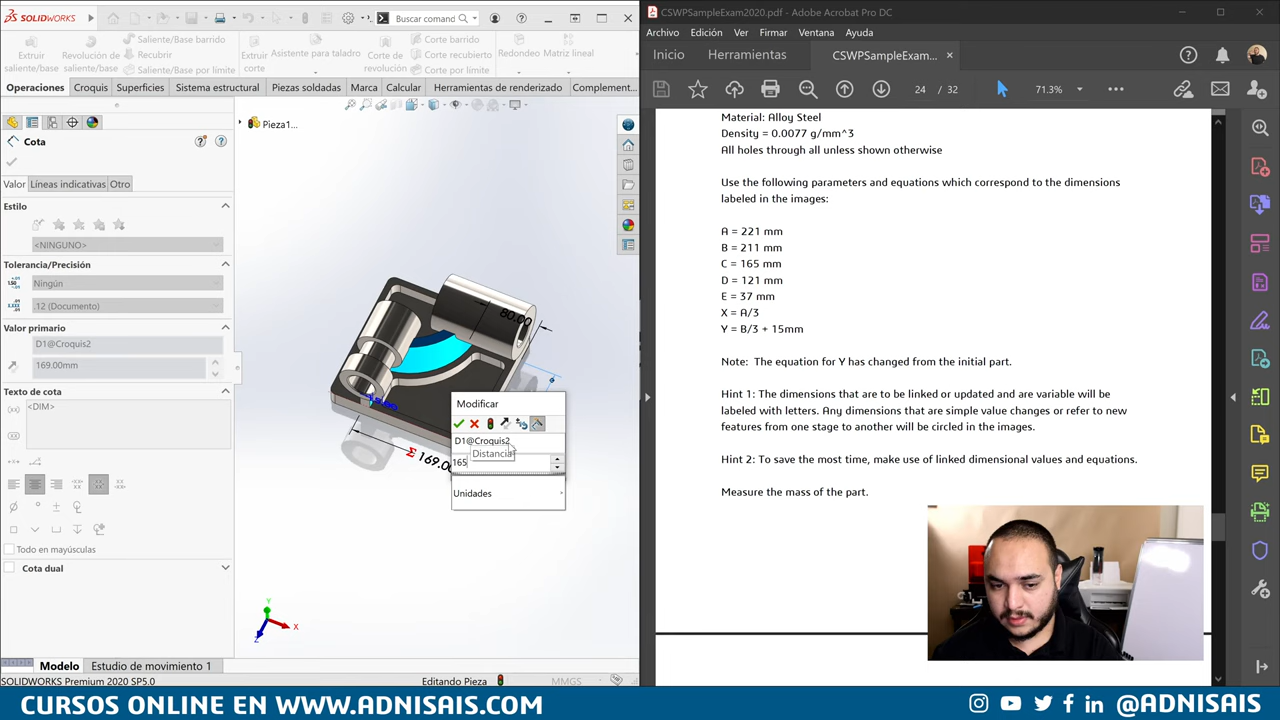 SOLIDWORKS
Buscar comand
CSWPSampleExam2020.pdf - Adobe Acrobat Pro DC
Archivo Edición Ver Firmar Ventana Ayuda
Inicio Herramientas CSWPSampleExam... ×
24 / 32 71.3%
Extruir saliente/base
Revolución de saliente/base
Saliente/Base barrido
Recubrir
Saliente/Base por límite
Extruir corte
Asistente para taladro
Corte de revolución
Corte barrido
Corte recubierto
Corte por límite
Redondeo
Matriz lineal
Operaciones Croquis Superficies Sistema estructural Piezas soldadas Marca Calcular Herramientas de renderizado Complement...
Pieza1...
Cota
Valor Líneas indicativas Otro
Estilo
<NINGUNO>
Tolerancia/Precisión
Ningún
.12 (Documento)
Valor primario
D1@Croquis2
169.00mm
Texto de cota
<DIM>
Todo en mayúsculas
Cota dual
80.00
15.00
Σ 169.00
Modificar
D1@Croquis2
Distancia
165
Unidades
Y
X
Z
Modelo Estudio de movimiento 1
SOLIDWORKS Premium 2020 SP5.0
Editando Pieza
MMGS
Material: Alloy Steel
Density = 0.0077 g/mm^3
All holes through all unless shown otherwise
Use the following parameters and equations which correspond to the dimensions
labeled in the images:
A = 221 mm
B = 211 mm
C = 165 mm
D = 121 mm
E = 37 mm
X = A/3
Y = B/3 + 15mm
Note: The equation for Y has changed from the initial part.
Hint 1: The dimensions that are to be linked or updated and are variable will be
labeled with letters. Any dimensions that are simple value changes or refer to new
features from one stage to another will be circled in the images.
Hint 2: To save the most time, make use of linked dimensional values and equations.
Measure the mass of the part.
CURSOS ONLINE EN WWW.ADNISAIS.COM
@ADNISAIS